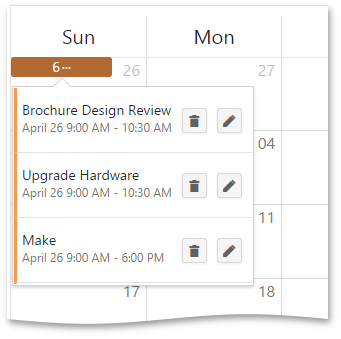 Sun Mon
6... 26 27
Brochure Design Review
April 26 9:00 AM - 10:30 AM
04
Upgrade Hardware
April 26 9:00 AM - 10:30 AM
11
Make
April 26 9:00 AM - 6:00 PM
17 18